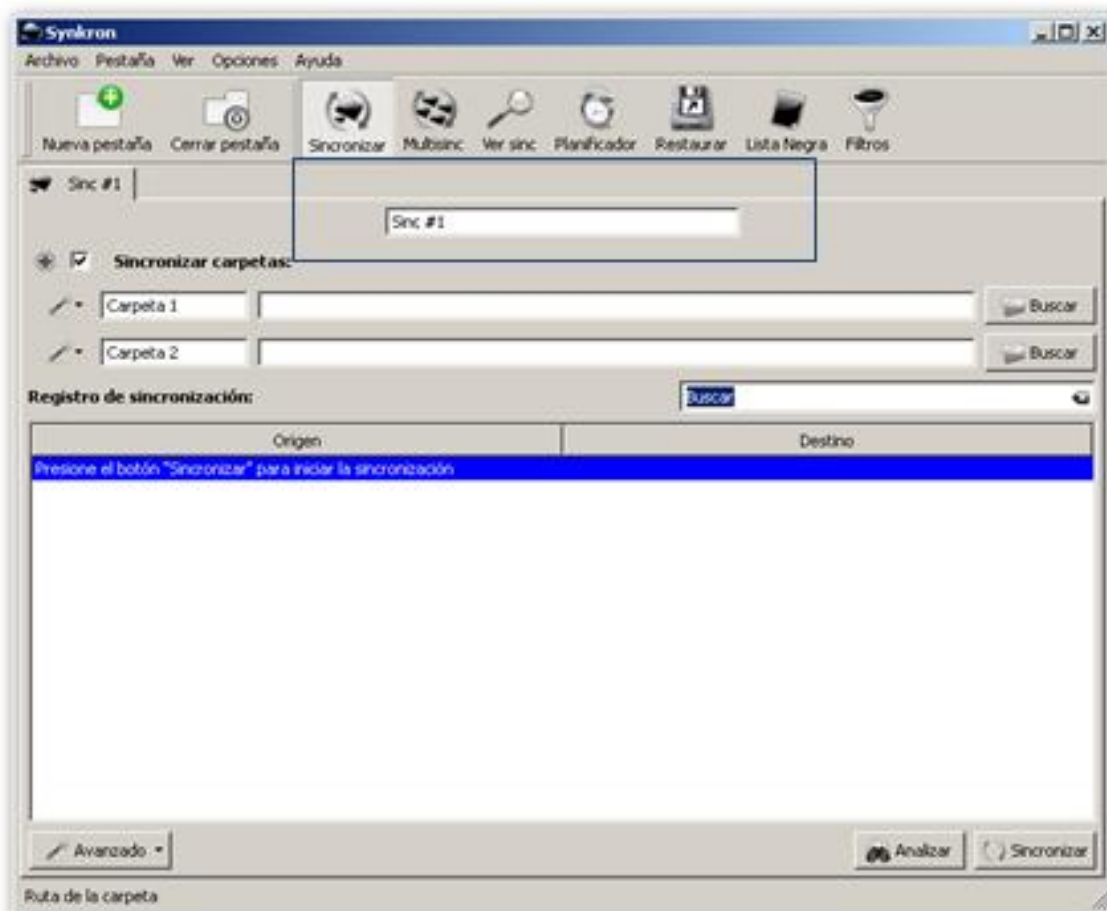 Synkron
Archivo Pestaña Ver Opciones Ayuda
Nueva pestaña Cerrar pestaña Sincronizar Multisinc Ver sinc Planificador Restaurar Lista Negra Filtros
Sinc #1
Sinc #1
Sincronizar carpetas:
Carpeta 1 Buscar
Carpeta 2 Buscar
Registro de sincronización: Buscar
Origen Destino
Presione el botón "Sincronizar" para iniciar la sincronización
Avanzado Analizar Sincronizar
Ruta de la carpeta